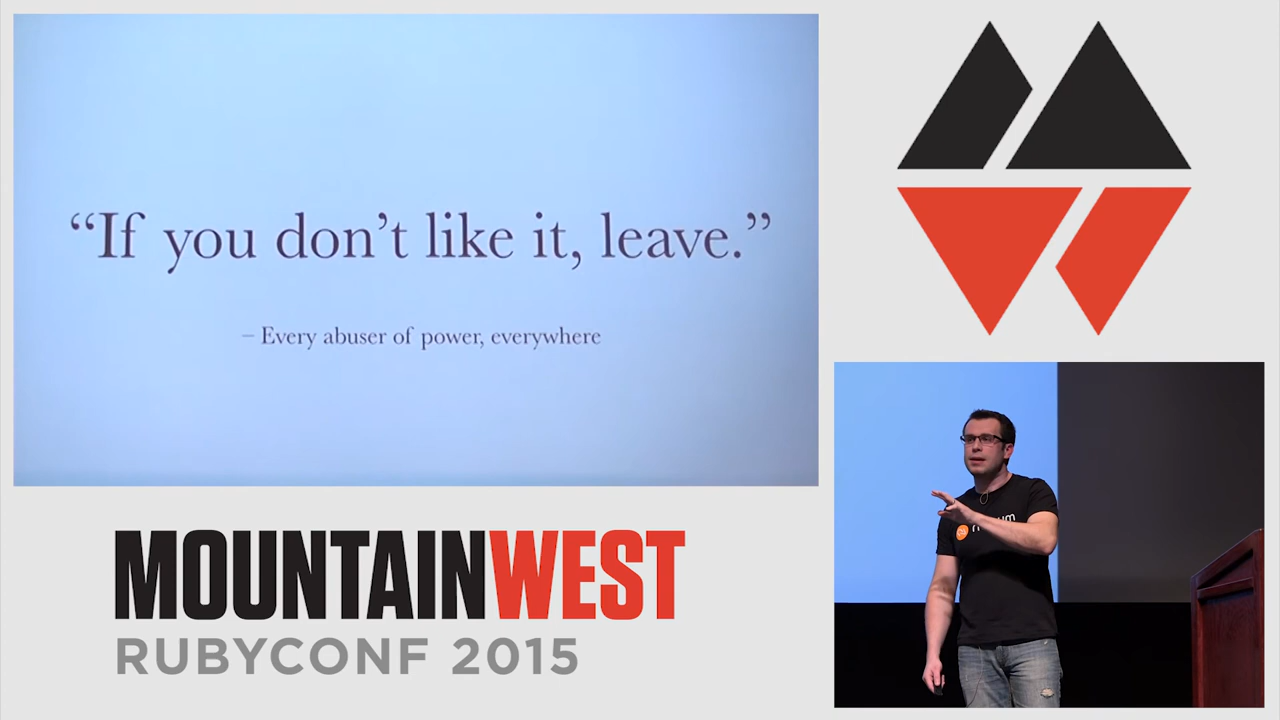 “If you don’t like it, leave.”
– Every abuser of power, everywhere
MOUNTAINWEST
RUBYCONF 2015